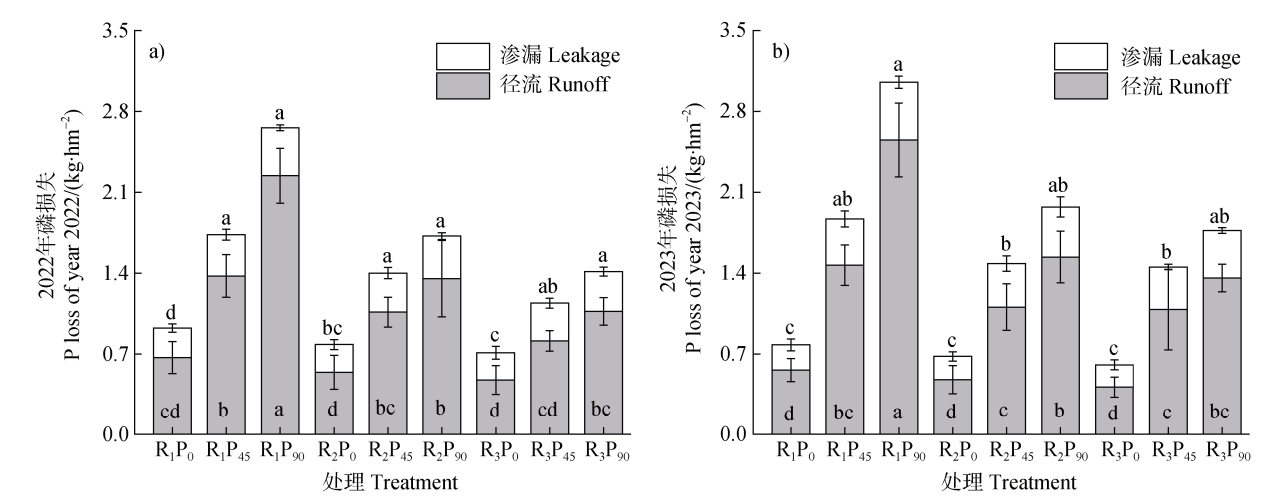 a)
渗漏 Leakage
径流 Runoff
2022年磷损失
P loss of year 2022/(kg·hm⁻²)
3.5
2.8
2.1
1.4
0.7
0.0
d bc c
a a a a ab a
cd b a d bc b d cd bc
R₁P₀ R₁P₄₅ R₁P₉₀ R₂P₀ R₂P₄₅ R₂P₉₀ R₃P₀ R₃P₄₅ R₃P₉₀
处理 Treatment
b)
渗漏 Leakage
径流 Runoff
2023年磷损失
P loss of year 2023/(kg·hm⁻²)
3.5
2.8
2.1
1.4
0.7
0.0
c ab a c b ab c b ab
d bc a d c b d c bc
R₁P₀ R₁P₄₅ R₁P₉₀ R₂P₀ R₂P₄₅ R₂P₉₀ R₃P₀ R₃P₄₅ R₃P₉₀
处理 Treatment